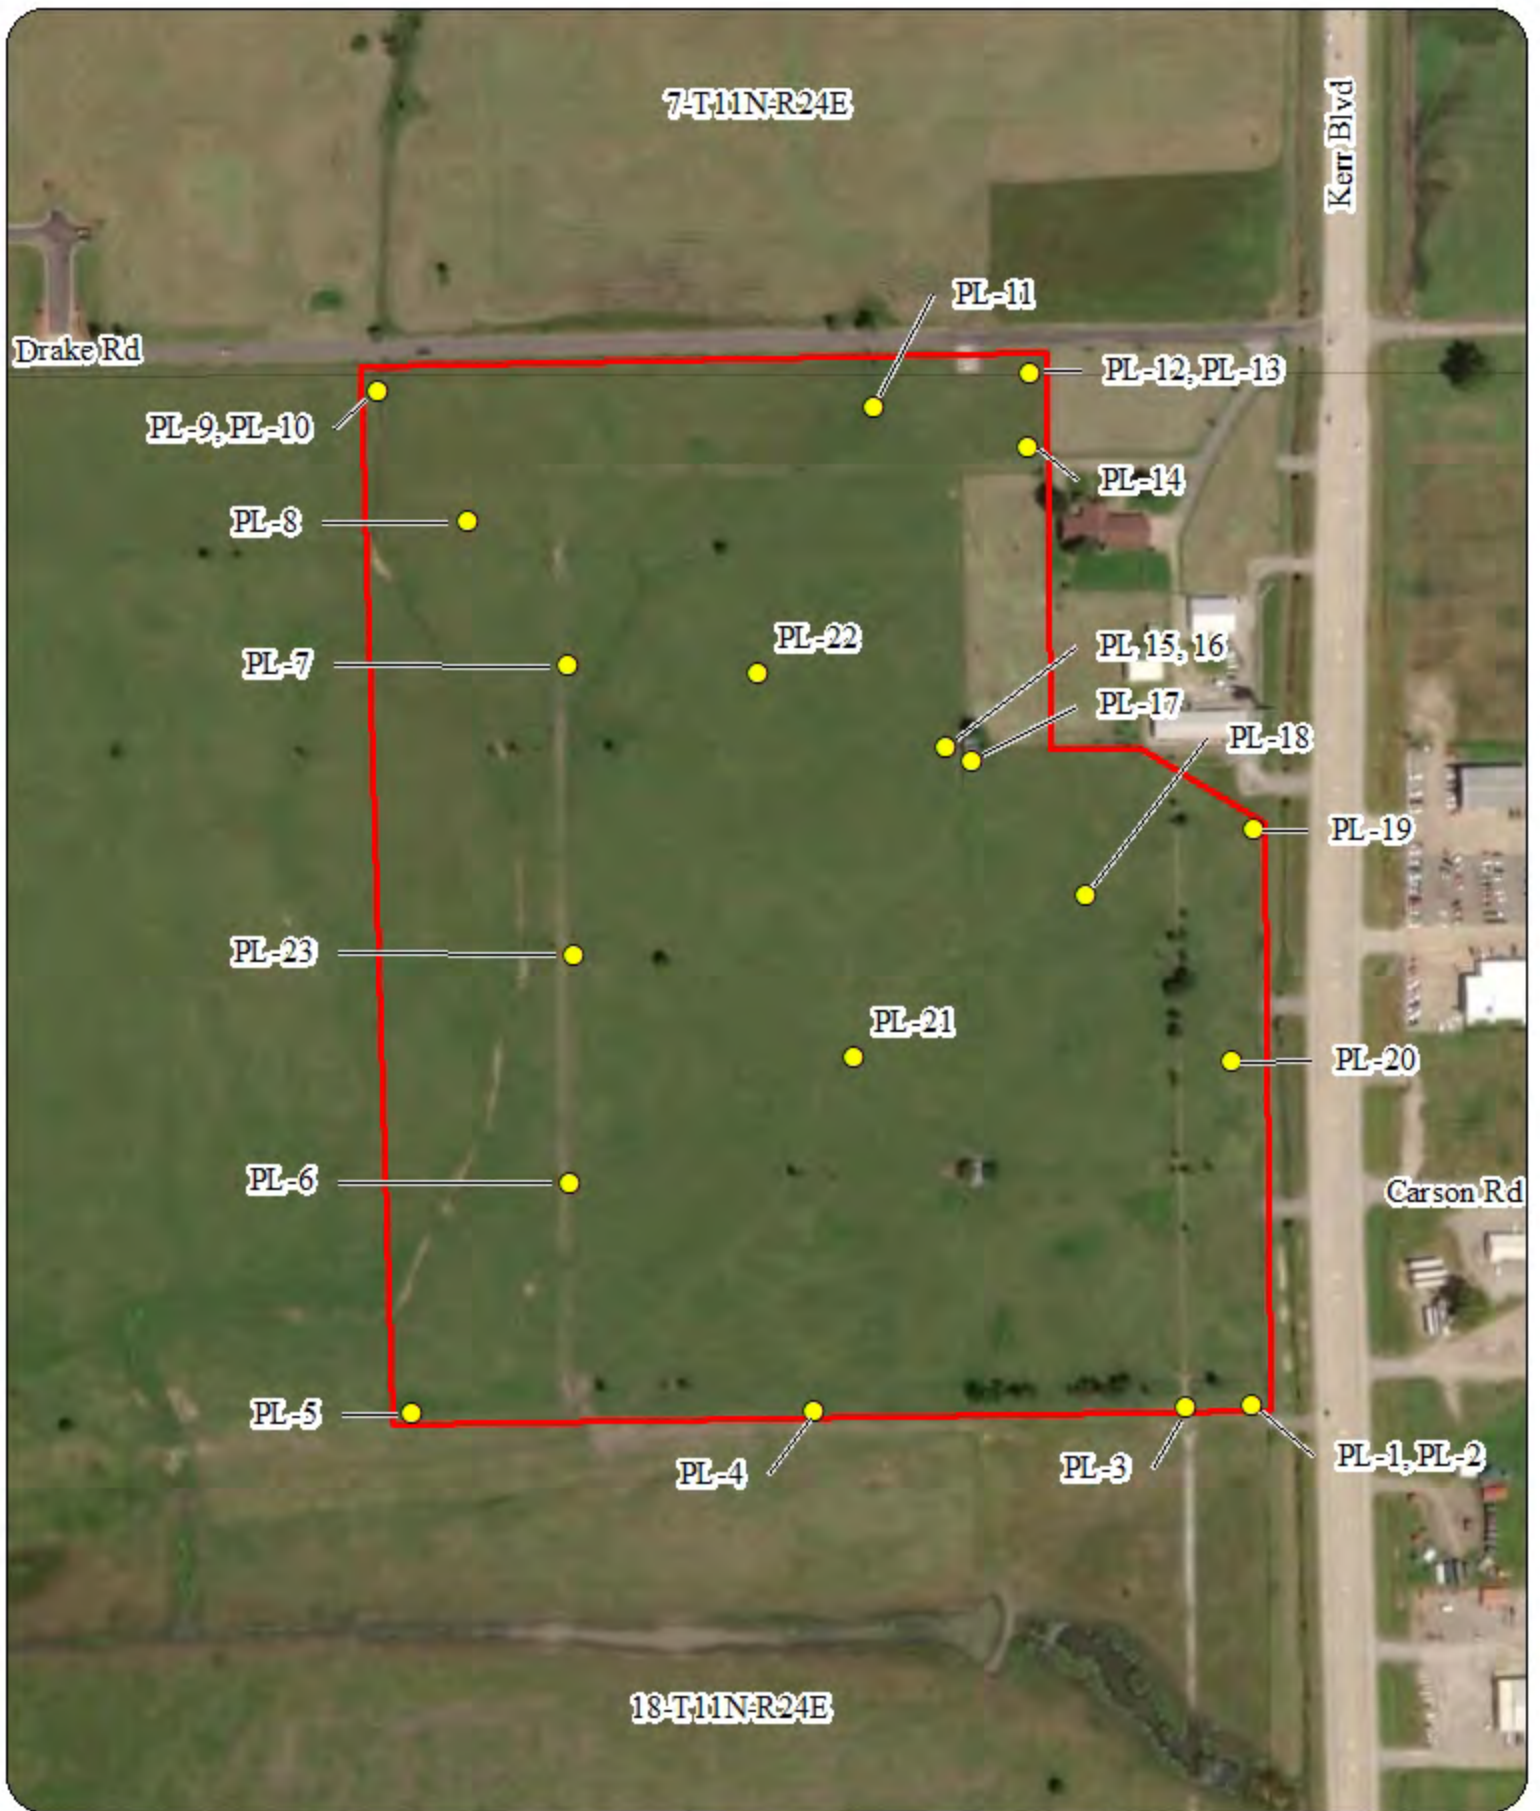 7-T11N-R24E
Kerr Blvd
PL-11
Drake Rd
PL-12, PL-13
PL-9, PL-10
PL-14
PL-8
PL-22
PL 15, 16
PL-7
PL-17
PL-18
PL-19
PL-23
PL-21
PL-20
PL-6
Carson Rd
PL-5
PL-4
PL-3
PL-1, PL-2
18-T11N-R24E